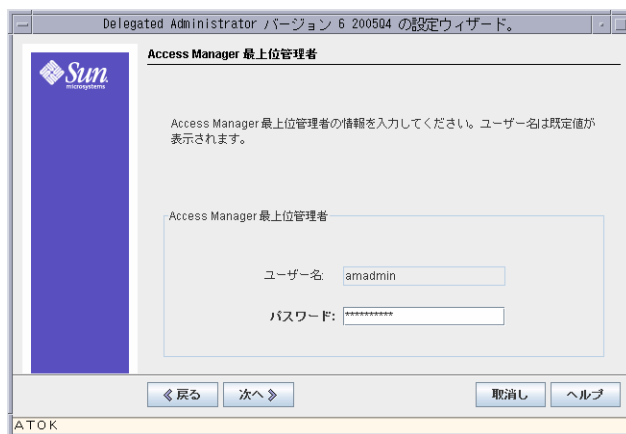 Delegated Administrator バージョン 6 2005Q4 の設定ウィザード。
Sun
microsystems
Access Manager 最上位管理者
Access Manager 最上位管理者の情報を入力してください。ユーザー名は既定値が
表示されます。
Access Manager 最上位管理者
ユーザー名:
amadmin
パスワード:
**********
戻る
次へ
取消し
ヘルプ
ATOK